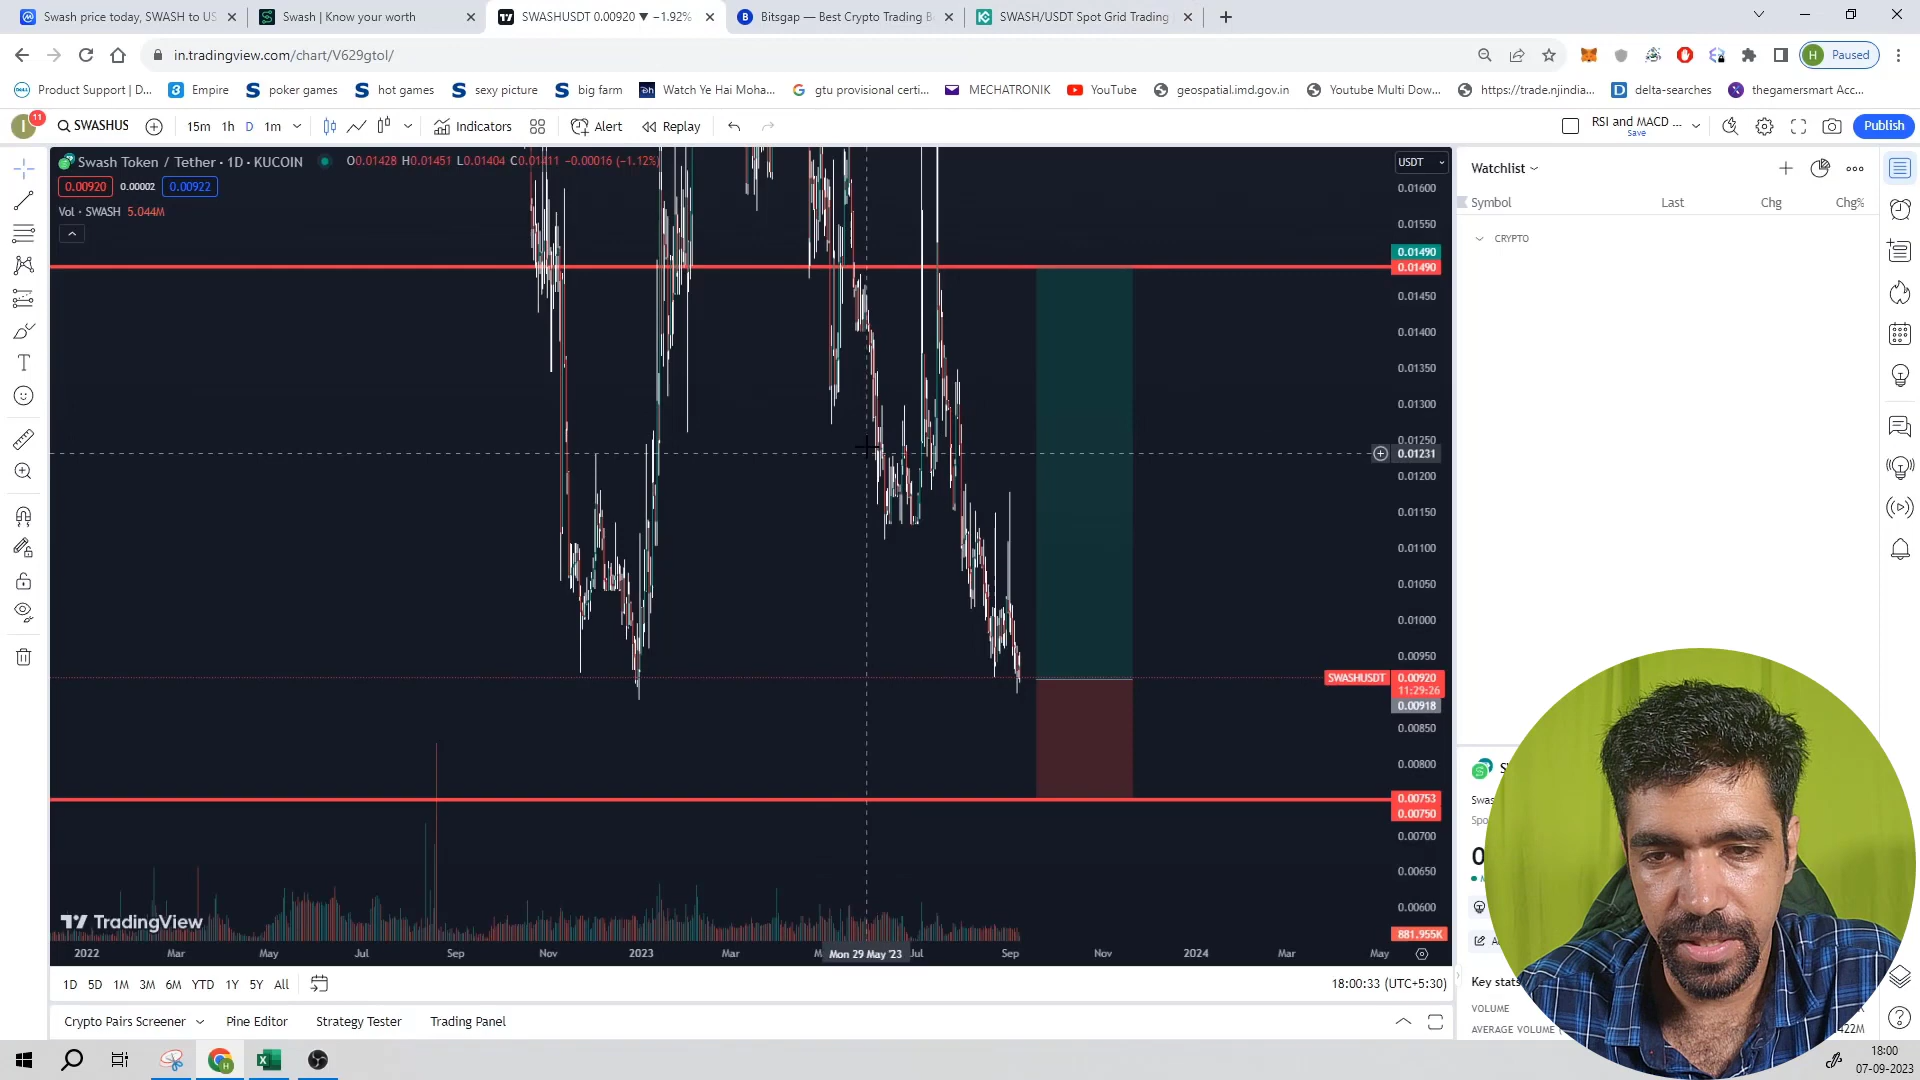 Swash price today, SWASH to US
Swash | Know your worth
SWASHUSDT 0.00920 ▼ −1.92%
Bitsgap — Best Crypto Trading B
SWASH/USDT Spot Grid Trading
in.tradingview.com/chart/V629gtol/
H Paused
Product Support | D...
Empire
poker games
hot games
sexy picture
big farm
Watch Ye Hai Moha...
gtu provisional certi...
MECHATRONIK
YouTube
geospatial.imd.gov.in
Youtube Multi Dow...
https://trade.njindia...
delta-searches
thegamersmart Acc...
I 11
SWASHUS
15m 1h D 1m
Indicators
Alert
Replay
RSI and MACD ...
Save
Publish
Swash Token / Tether · 1D · KUCOIN
O0.01428 H0.01451 L0.01404 C0.01411 −0.00016 (−1.12%)
USDT
0.00920 0.00002 0.00922
Vol · SWASH 5.044M
0.01600
0.01550
0.01490
0.01490
0.01450
0.01400
0.01350
0.01300
0.01250
0.01231
0.01200
0.01150
0.01100
0.01050
0.01000
0.00950
SWASHUSDT 0.00920
11:29:26
0.00918
0.00850
0.00800
0.00753
0.00750
0.00700
0.00650
0.00600
881.955K
TradingView
2022 Mar May Jul Sep Nov 2023 Mar Mon 29 May '23 Jul Sep Nov 2024 Mar May
1D 5D 1M 3M 6M YTD 1Y 5Y All
18:00:33 (UTC+5:30)
Crypto Pairs Screener
Pine Editor
Strategy Tester
Trading Panel
Watchlist
Symbol Last Chg Chg%
CRYPTO
Swas
Spo
0
Key stats
VOLUME
AVERAGE VOLUME (
422M
18:00
07-09-2023